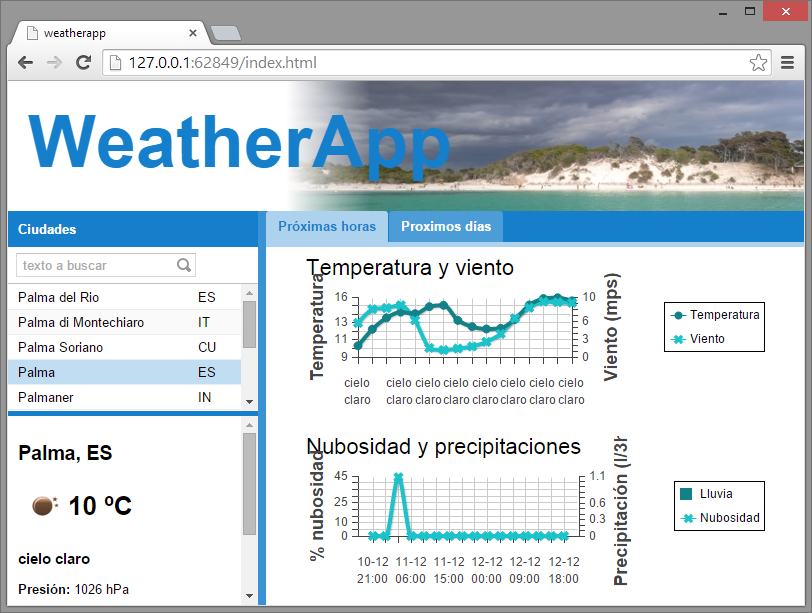 weatherapp
127.0.0.1:62849/index.html
WeatherApp
Ciudades
texto a buscar
Palma del Rio ES
Palma di Montechiaro IT
Palma Soriano CU
Palma ES
Palmaner IN
Palma, ES
10 ºC
cielo claro
Presión: 1026 hPa
Próximas horas
Proximos días
Temperatura y viento
Temperatura
16
13
11
9
10
6
3
0
Viento (mps)
cielo cielo cielo cielo cielo cielo cielo cielo
claro claro claro claro claro claro claro claro
Temperatura
Viento
Nubosidad y precipitaciones
% nubosidad
45
25
10
0
1.1
0.6
0.3
0
Precipitación (l/3h
10-12 11-12 11-12 12-12 12-12 12-12
21:00 06:00 15:00 00:00 09:00 18:00
Lluvia
Nubosidad